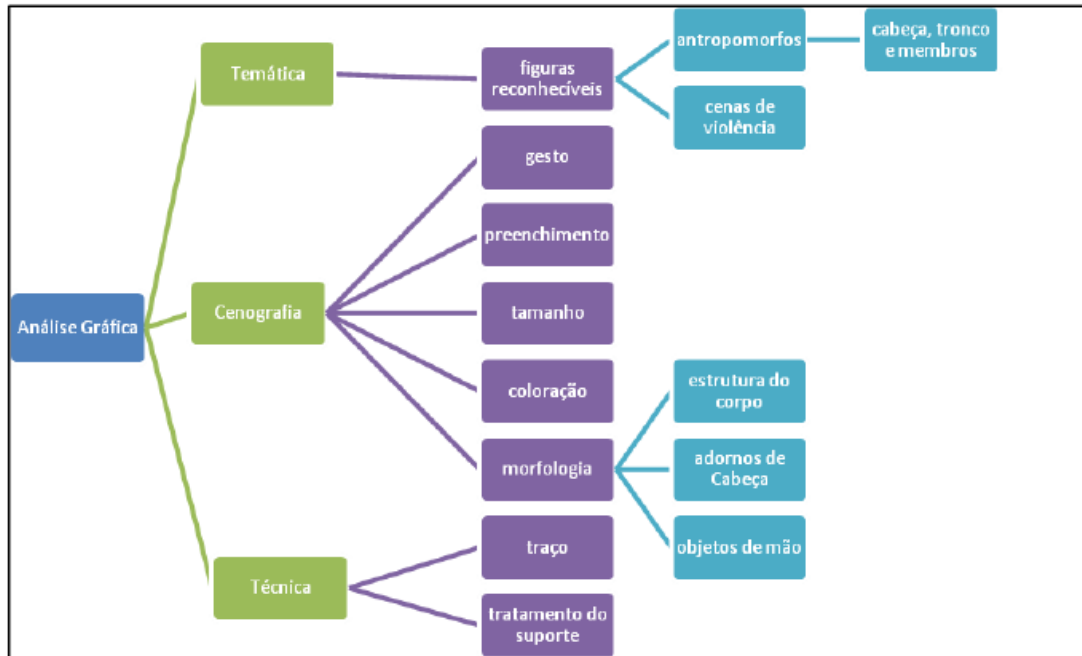 Análise Gráfica
Temática
figuras
reconhecíveis
antropomorfos
cabeça, tronco
e membros
cenas de
violência
Cenografia
gesto
preenchimento
tamanho
coloração
morfologia
estrutura do
corpo
adornos de
Cabeça
objetos de mão
Técnica
traço
tratamento do
suporte